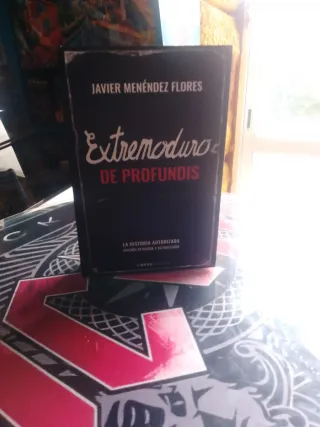 JAVIER MENÉNDEZ FLORES
Extremoduro
DE PROFUNDIS
LA HISTORIA AUTORIZADA